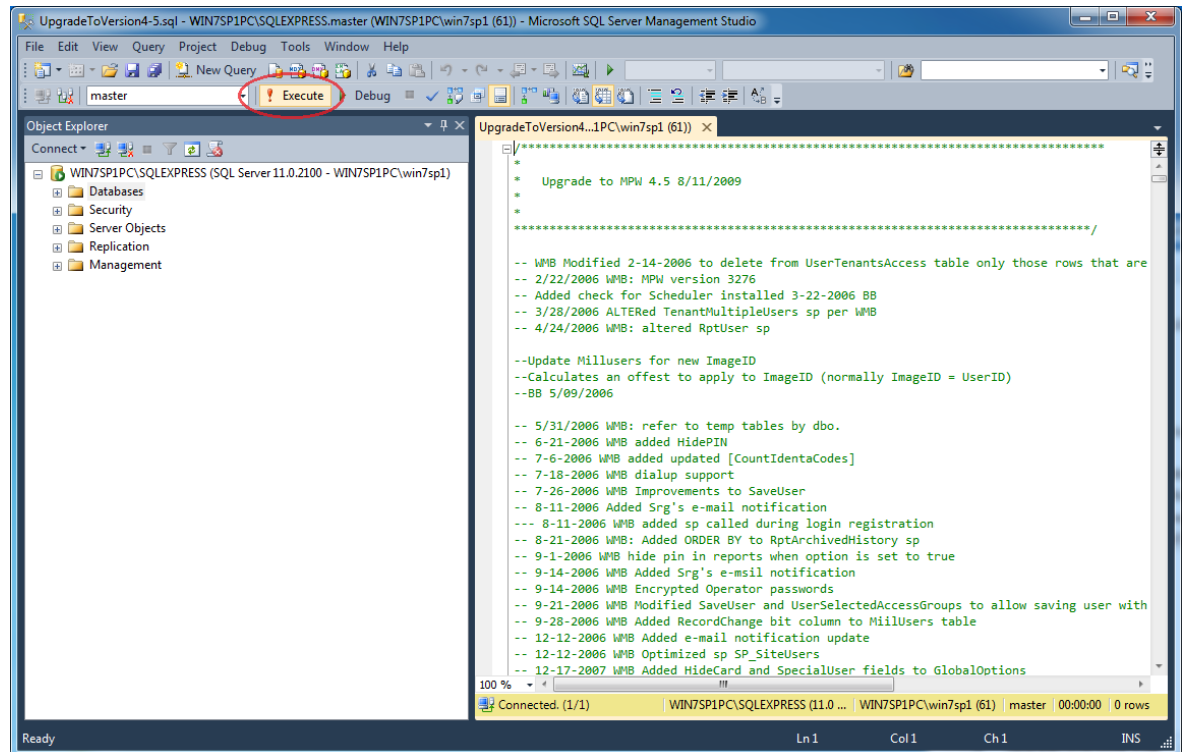 UpgradeToVersion4-5.sql - WIN7SP1PC\SQLEXPRESS.master (WIN7SP1PC\win7sp1 (61)) - Microsoft SQL Server Management Studio
File Edit View Query Project Debug Tools Window Help
New Query
master Execute Debug
Object Explorer
UpgradeToVersion4...1PC\win7sp1 (61))
Connect
WIN7SP1PC\SQLEXPRESS (SQL Server 11.0.2100 - WIN7SP1PC\win7sp1)
Databases
Security
Server Objects
Replication
Management
/*********************************************************************************
*
* Upgrade to MPW 4.5 8/11/2009
*
*
*********************************************************************************/
-- WMB Modified 2-14-2006 to delete from UserTenantsAccess table only those rows that are
-- 2/22/2006 WMB: MPW version 3276
-- Added check for Scheduler installed 3-22-2006 BB
-- 3/28/2006 ALTERed TenantMultipleUsers sp per WMB
-- 4/24/2006 WMB: altered RptUser sp
--Update Millusers for new ImageID
--Calculates an offest to apply to ImageID (normally ImageID = UserID)
--BB 5/09/2006
-- 5/31/2006 WMB: refer to temp tables by dbo.
-- 6-21-2006 WMB added HidePIN
-- 7-6-2006 WMB added updated [CountIdentaCodes]
-- 7-18-2006 WMB dialup support
-- 7-26-2006 WMB Improvements to SaveUser
-- 8-11-2006 Added Srg's e-mail notification
--- 8-11-2006 WMB added sp called during login registration
-- 8-21-2006 WMB: Added ORDER BY to RptArchivedHistory sp
-- 9-1-2006 WMB hide pin in reports when option is set to true
-- 9-14-2006 WMB Added Srg's e-msil notification
-- 9-14-2006 WMB Encrypted Operator passwords
-- 9-21-2006 WMB Modified SaveUser and UserSelectedAccessGroups to allow saving user with
-- 9-28-2006 WMB Added RecordChange bit column to MiilUsers table
-- 12-12-2006 WMB Added e-mail notification update
-- 12-12-2006 WMB Optimized sp SP_SiteUsers
-- 12-17-2007 WMB Added HideCard and SpecialUser fields to GlobalOptions
100 %
Connected. (1/1) WIN7SP1PC\SQLEXPRESS (11.0 ... WIN7SP1PC\win7sp1 (61) master 00:00:00 0 rows
Ready Ln 1 Col 1 Ch 1 INS